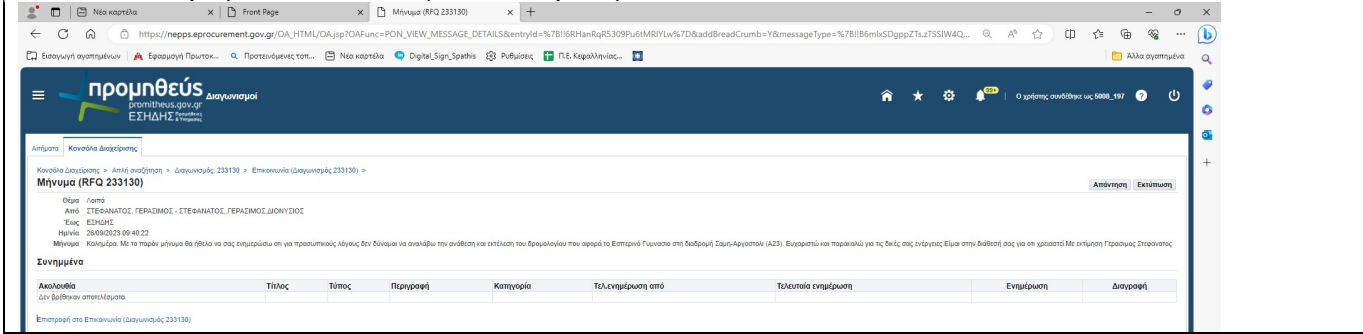 Νέα καρτέλα
Front Page
Μήνυμα (RFQ 233130)
https://nepps.eprocurement.gov.gr/OA_HTML/OA.jsp?OAFunc=PON_VIEW_MESSAGE_DETAILS&entryId=%7B!!6RHanRqR5309Pu6tMRlYLw%7D&addBreadCrumb=Y&messageType=%7B!!B6mlxSDgppZTs.zTSSIW4Q...
Εισαγωγή αγαπημένων
Εφαρμογή Πρωτοκ...
Προτεινόμενες τοπ...
Νέα καρτέλα
Digital_Sign_Spathis
Ρυθμίσεις
Π.Ε. Κεφαλληνίας...
Άλλα αγαπημένα
προμηθεύς Διαγωνισμοί
promitheus.gov.gr
ΕΣΗΔΗΣ Προμήθειες & Υπηρεσίες
99+
Ο χρήστης συνδέθηκε ως 5008_197
Αιτήματα Κονσόλα Διαχείρισης
Κονσόλα Διαχείρισης > Απλή αναζήτηση > Διαγωνισμός: 233130 > Επικοινωνία (Διαγωνισμός 233130) >
Μήνυμα (RFQ 233130)
Απάντηση Εκτύπωση
Θέμα Λοιπά
Από ΣΤΕΦΑΝΑΤΟΣ, ΓΕΡΑΣΙΜΟΣ - ΣΤΕΦΑΝΑΤΟΣ,,ΓΕΡΑΣΙΜΟΣ,ΔΙΟΝΥΣΙΟΣ
Έως ΕΣΗΔΗΣ
Ημ/νία 26/09/2023 09:40:22
Μήνυμα Καλημέρα. Με το παρόν μήνυμα θα ήθελα να σας ενημερώσω οτι για προσωπικούς λόγους δεν δύναμαι να αναλάβω την ανάθεση και εκτέλεση του δρομολογίου που αφορά το Εσπερινό Γυμνασιο στη διαδρομή Σαμη-Αργοστολι (Α23). Ευχαριστώ και παρακαλώ για τις δικές σας ενέργειες.Είμαι στην διάθεσή σας για οτι χρειαστεί.Με εκτίμηση Γερασιμος Στεφανατος
Συνημμένα
Ακολουθία Τίτλος Τύπος Περιγραφή Κατηγορία Τελ.ενημέρωση από Τελευταία ενημέρωση Ενημέρωση Διαγραφή
Δεν βρέθηκαν αποτελέσματα.
Επιστροφή στο Επικοινωνία (Διαγωνισμός 233130)